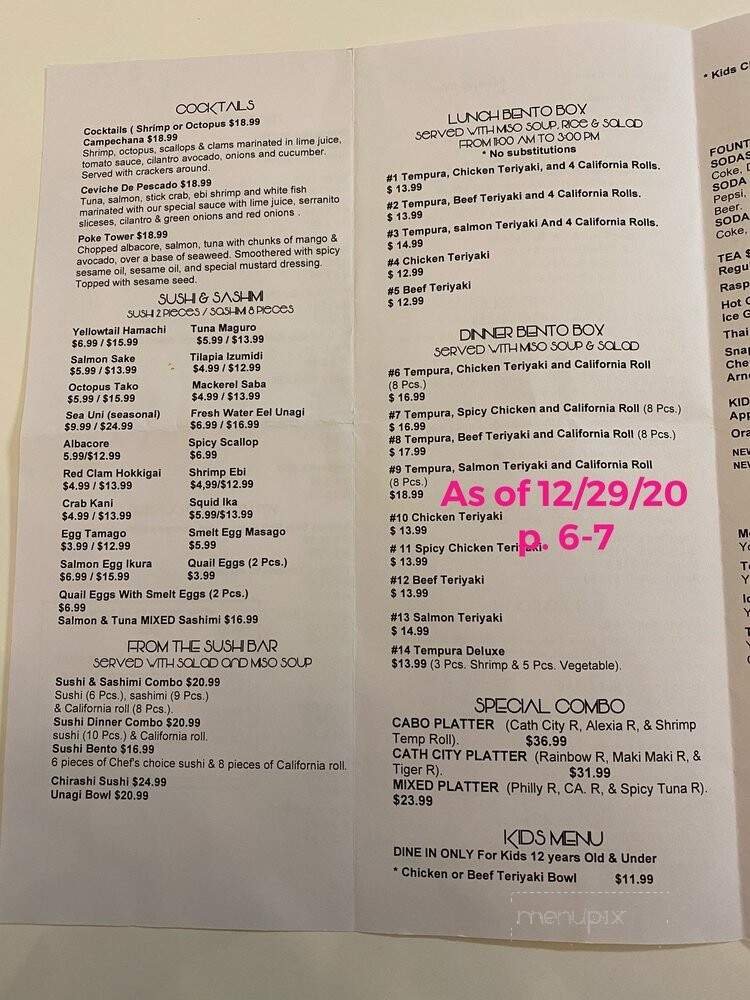 COCKTAILS
Cocktails ( Shrimp or Octopus $18.99
Campechana $18.99
Shrimp, octopus, scallops & clams marinated in lime juice,
tomato sauce, cilantro avocado, onions and cucumber.
Served with crackers around.
Ceviche De Pescado $18.99
Tuna, salmon, stick crab, ebi shrimp and white fish
marinated with our special sauce with lime juice, serranito
sliceses, cilantro & green onions and red onions .
Poke Tower $18.99
Chopped albacore, salmon, tuna with chunks of mango &
avocado, over a base of seaweed. Smoothered with spicy
sesame oil, sesame oil, and special mustard dressing.
Topped with sesame seed.
SUSHI & SASHIMI
SUSHI 2 PIECES / SASHIMI 8 PIECES
Yellowtail Hamachi Tuna Maguro
$6.99 / $15.99 $5.99 / $13.99
Salmon Sake Tilapia Izumidi
$5.99 / $13.99 $4.99 / $12.99
Octopus Tako Mackerel Saba
$5.99 / $15.99 $4.99 / $13.99
Sea Uni (seasonal) Fresh Water Eel Unagi
$9.99 / $24.99 $6.99 / $16.99
Albacore Spicy Scallop
5.99/$12.99 $6.99
Red Clam Hokkigai Shrimp Ebi
$4.99 / $13.99 $4,99/$12.99
Crab Kani Squid Ika
$4.99 / $13.99 $5.99/$13.99
Egg Tamago Smelt Egg Masago
$3.99 / $12.99 $5.99
Salmon Egg Ikura Quail Eggs (2 Pcs.)
$6.99 / $15.99 $3.99
Quail Eggs With Smelt Eggs (2 Pcs.)
$6.99
Salmon & Tuna MIXED Sashimi $16.99
FROM THE SUSHI BAR
SERVED WITH SALAD AND MISO SOUP
Sushi & Sashimi Combo $20.99
Sushi (6 Pcs.), sashimi (9 Pcs.)
& California roll (8 Pcs.).
Sushi Dinner Combo $20.99
sushi (10 Pcs.) & California roll.
Sushi Bento $16.99
6 pieces of Chef's choice sushi & 8 pieces of California roll.
Chirashi Sushi $24.99
Unagi Bowl $20.99
LUNCH BENTO BOX
SERVED WITH MISO SOUP, RICE & SALAD
FROM 11:00 AM TO 3:00 PM
* No substitutions
#1 Tempura, Chicken Teriyaki, and 4 California Rolls.
$ 13.99
#2 Tempura, Beef Teriyaki and 4 California Rolls.
$ 13.99
#3 Tempura, salmon Teriyaki And 4 California Rolls.
$ 14.99
#4 Chicken Teriyaki
$ 12.99
#5 Beef Teriyaki
$ 12.99
DINNER BENTO BOX
SERVED WITH MISO SOUP & SALAD
#6 Tempura, Chicken Teriyaki and California Roll
(8 Pcs.)
$ 16.99
#7 Tempura, Spicy Chicken and California Roll (8 Pcs.)
$ 16.99
#8 Tempura, Beef Teriyaki and California Roll (8 Pcs.)
$ 17.99
#9 Tempura, Salmon Teriyaki and California Roll
(8 Pcs.)
$18.99
As of 12/29/20
p. 6-7
#10 Chicken Teriyaki
$ 13.99
# 11 Spicy Chicken Teriyaki
$ 13.99
#12 Beef Teriyaki
$ 13.99
#13 Salmon Teriyaki
$ 14.99
#14 Tempura Deluxe
$13.99 (3 Pcs. Shrimp & 5 Pcs. Vegetable).
SPECIAL COMBO
CABO PLATTER (Cath City R, Alexia R, & Shrimp
Temp Roll). $36.99
CATH CITY PLATTER (Rainbow R, Maki Maki R, &
Tiger R). $31.99
MIXED PLATTER (Philly R, CA. R, & Spicy Tuna R).
$23.99
KIDS MENU
DINE IN ONLY For Kids 12 years Old & Under
* Chicken or Beef Teriyaki Bowl $11.99
menupix
* Kids
FOUNT
SODAS
Coke,
SODA
Pepsi,
Beer.
SODA
Coke,
TEA $
Regu
Rasp
Hot
Ice
Thai
Snap
Che
Arn
KID
App
Ora
NEW
NEW